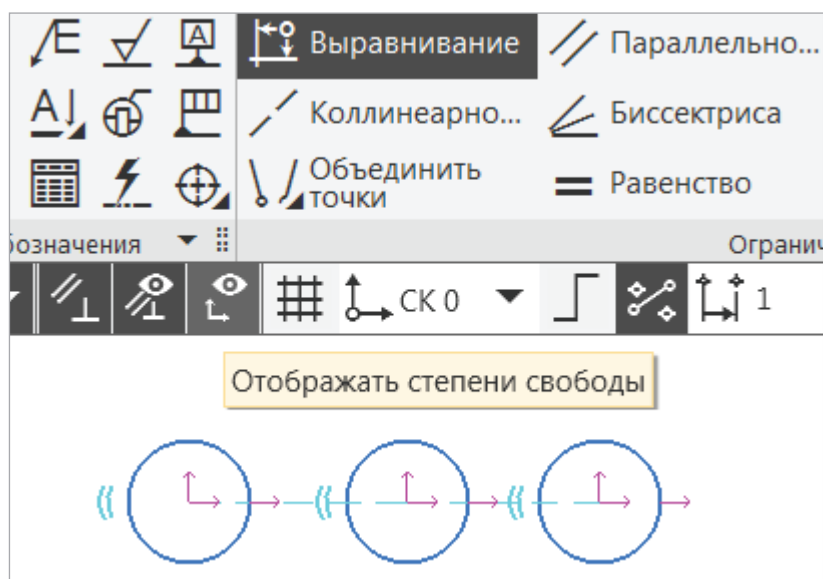 Выравнивание
Параллельно...
Коллинеарно...
Биссектриса
Объединить
точки
Равенство
бозначения
Огранич
СК 0
1
Отображать степени свободы